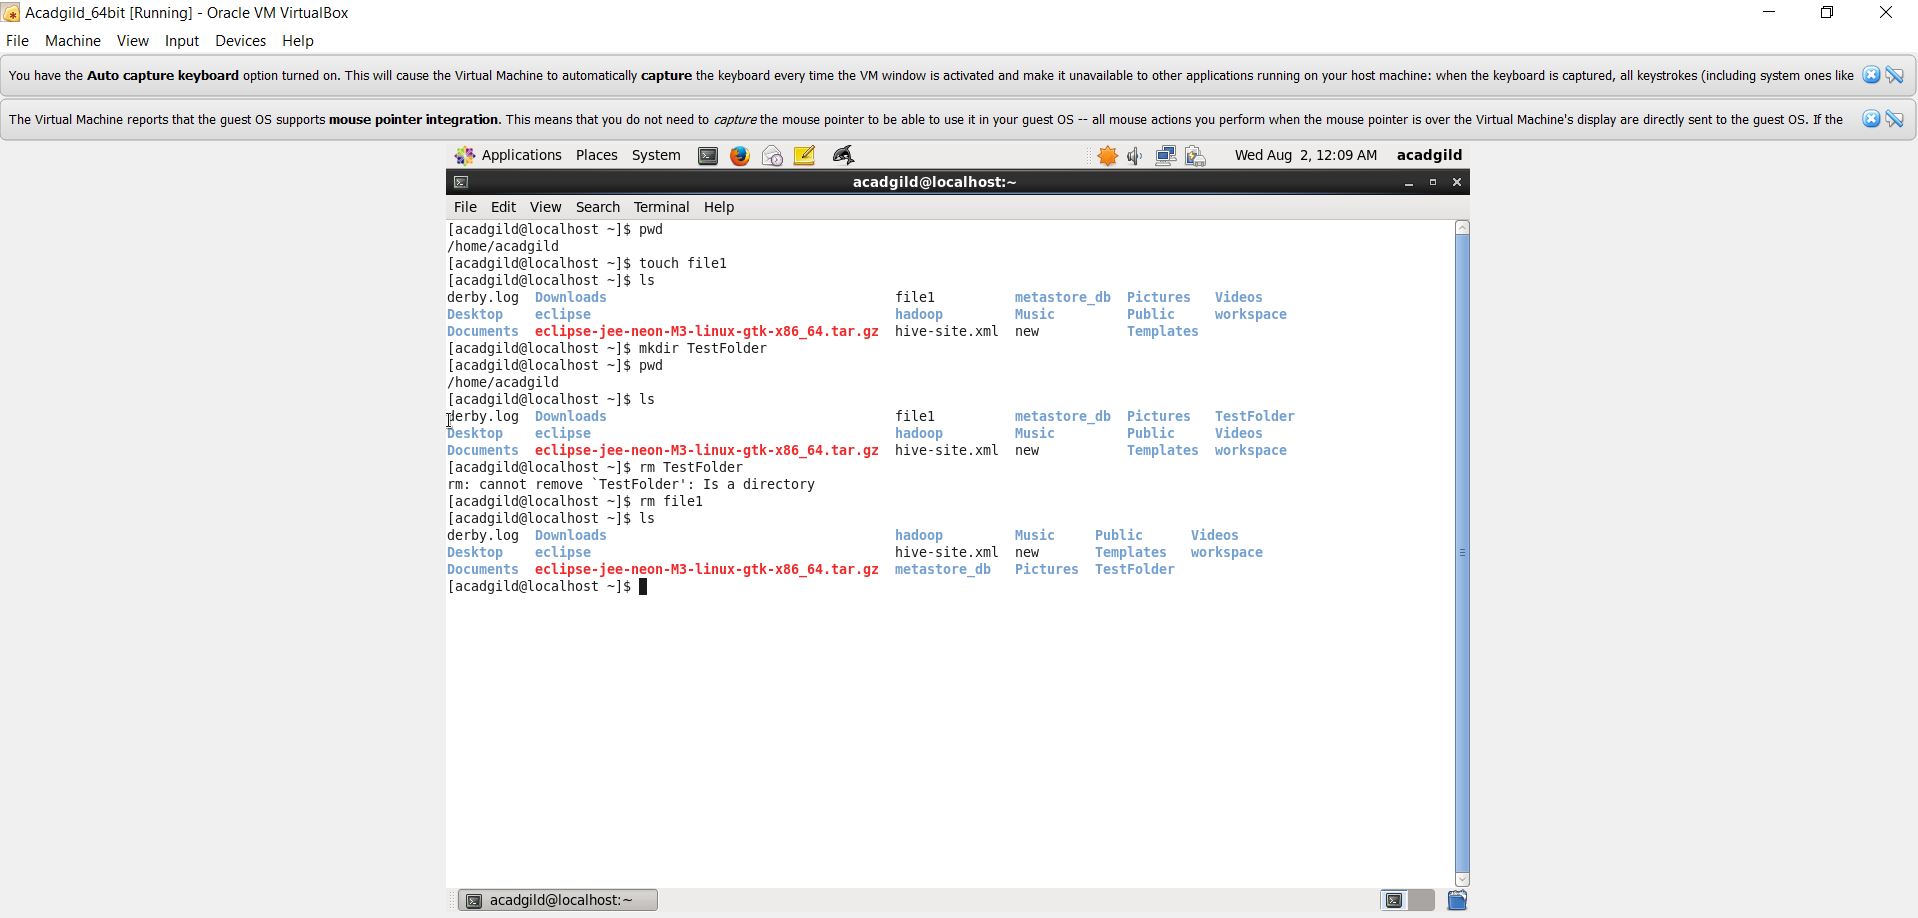 Acadgild_64bit [Running] - Oracle VM VirtualBox
File Machine View Input Devices Help
You have the Auto capture keyboard option turned on. This will cause the Virtual Machine to automatically capture the keyboard every time the VM window is activated and make it unavailable to other applications running on your host machine: when the keyboard is captured, all keystrokes (including system ones like
The Virtual Machine reports that the guest OS supports mouse pointer integration. This means that you do not need to capture the mouse pointer to be able to use it in your guest OS -- all mouse actions you perform when the mouse pointer is over the Virtual Machine's display are directly sent to the guest OS. If the
Applications Places System Wed Aug 2, 12:09 AM acadgild
acadgild@localhost:~
File Edit View Search Terminal Help
[acadgild@localhost ~]$ pwd
/home/acadgild
[acadgild@localhost ~]$ touch file1
[acadgild@localhost ~]$ ls
derby.log Downloads file1 metastore_db Pictures Videos
Desktop eclipse hadoop Music Public workspace
Documents eclipse-jee-neon-M3-linux-gtk-x86_64.tar.gz hive-site.xml new Templates
[acadgild@localhost ~]$ mkdir TestFolder
[acadgild@localhost ~]$ pwd
/home/acadgild
[acadgild@localhost ~]$ ls
derby.log Downloads file1 metastore_db Pictures TestFolder
Desktop eclipse hadoop Music Public Videos
Documents eclipse-jee-neon-M3-linux-gtk-x86_64.tar.gz hive-site.xml new Templates workspace
[acadgild@localhost ~]$ rm TestFolder
rm: cannot remove `TestFolder': Is a directory
[acadgild@localhost ~]$ rm file1
[acadgild@localhost ~]$ ls
derby.log Downloads hadoop Music Public Videos
Desktop eclipse hive-site.xml new Templates workspace
Documents eclipse-jee-neon-M3-linux-gtk-x86_64.tar.gz metastore_db Pictures TestFolder
[acadgild@localhost ~]$
acadgild@localhost:~